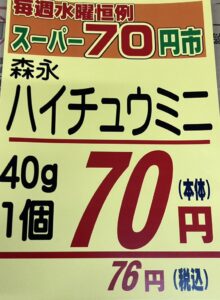 毎週水曜恒例
スーパー70円市
森永
ハイチュウミニ
40g
1個
70円
(本体)
76円(税込)